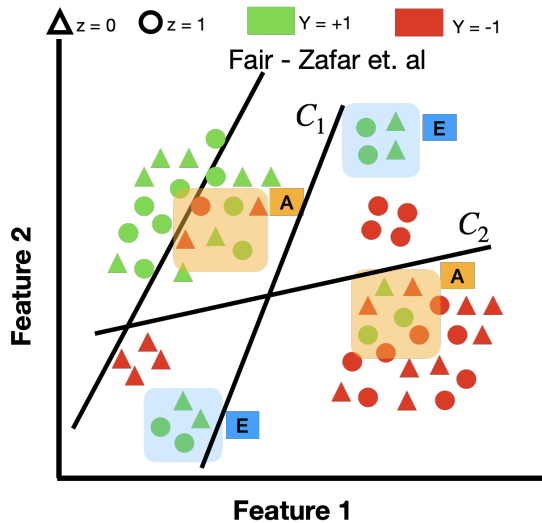 z = 0 z = 1 Y = +1 Y = -1
Fair - Zafar et. al
C₁
E
A
C₂
A
E
Feature 2
Feature 1